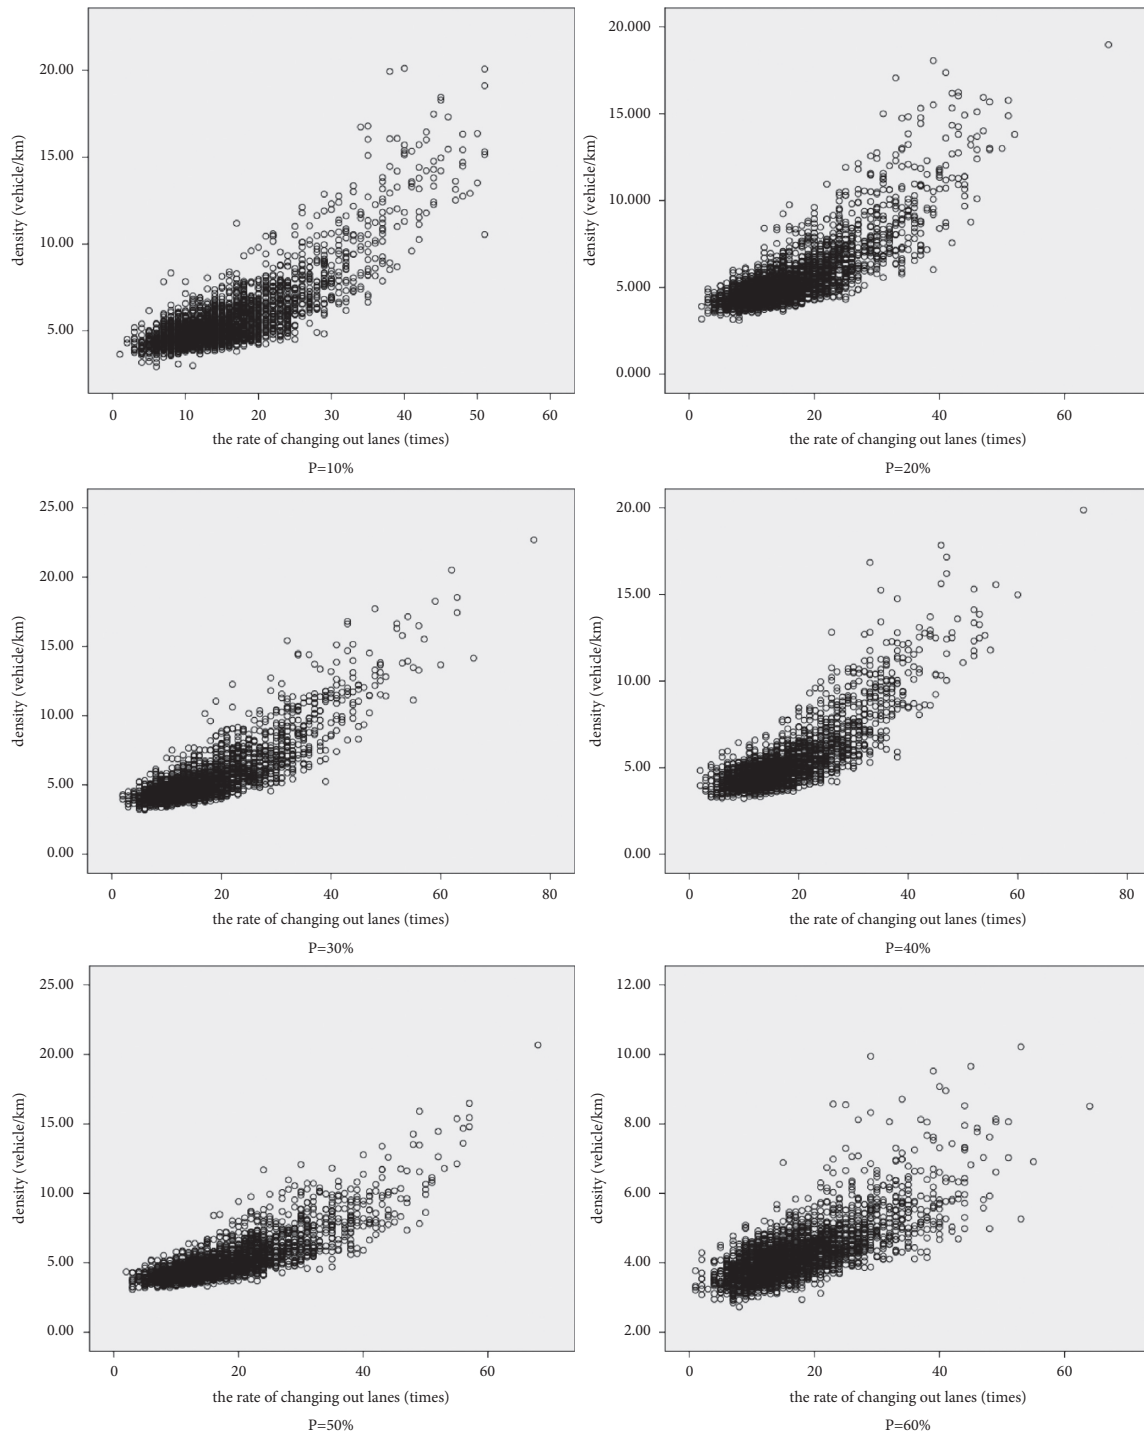 20.00
15.00
10.00
5.00
density (vehicle/km)
0 10 20 30 40 50 60
the rate of changing out lanes (times)
P=10%
20.000
15.000
10.000
5.000
0.000
density (vehicle/km)
0 20 40 60
the rate of changing out lanes (times)
P=20%
25.00
20.00
15.00
10.00
5.00
0.00
density (vehicle/km)
0 20 40 60 80
the rate of changing out lanes (times)
P=30%
20.00
15.00
10.00
5.00
0.00
density (vehicle/km)
0 20 40 60 80
the rate of changing out lanes (times)
P=40%
25.00
20.00
15.00
10.00
5.00
0.00
density (vehicle/km)
0 20 40 60
the rate of changing out lanes (times)
P=50%
12.00
10.00
8.00
6.00
4.00
2.00
density (vehicle/km)
0 20 40 60
the rate of changing out lanes (times)
P=60%